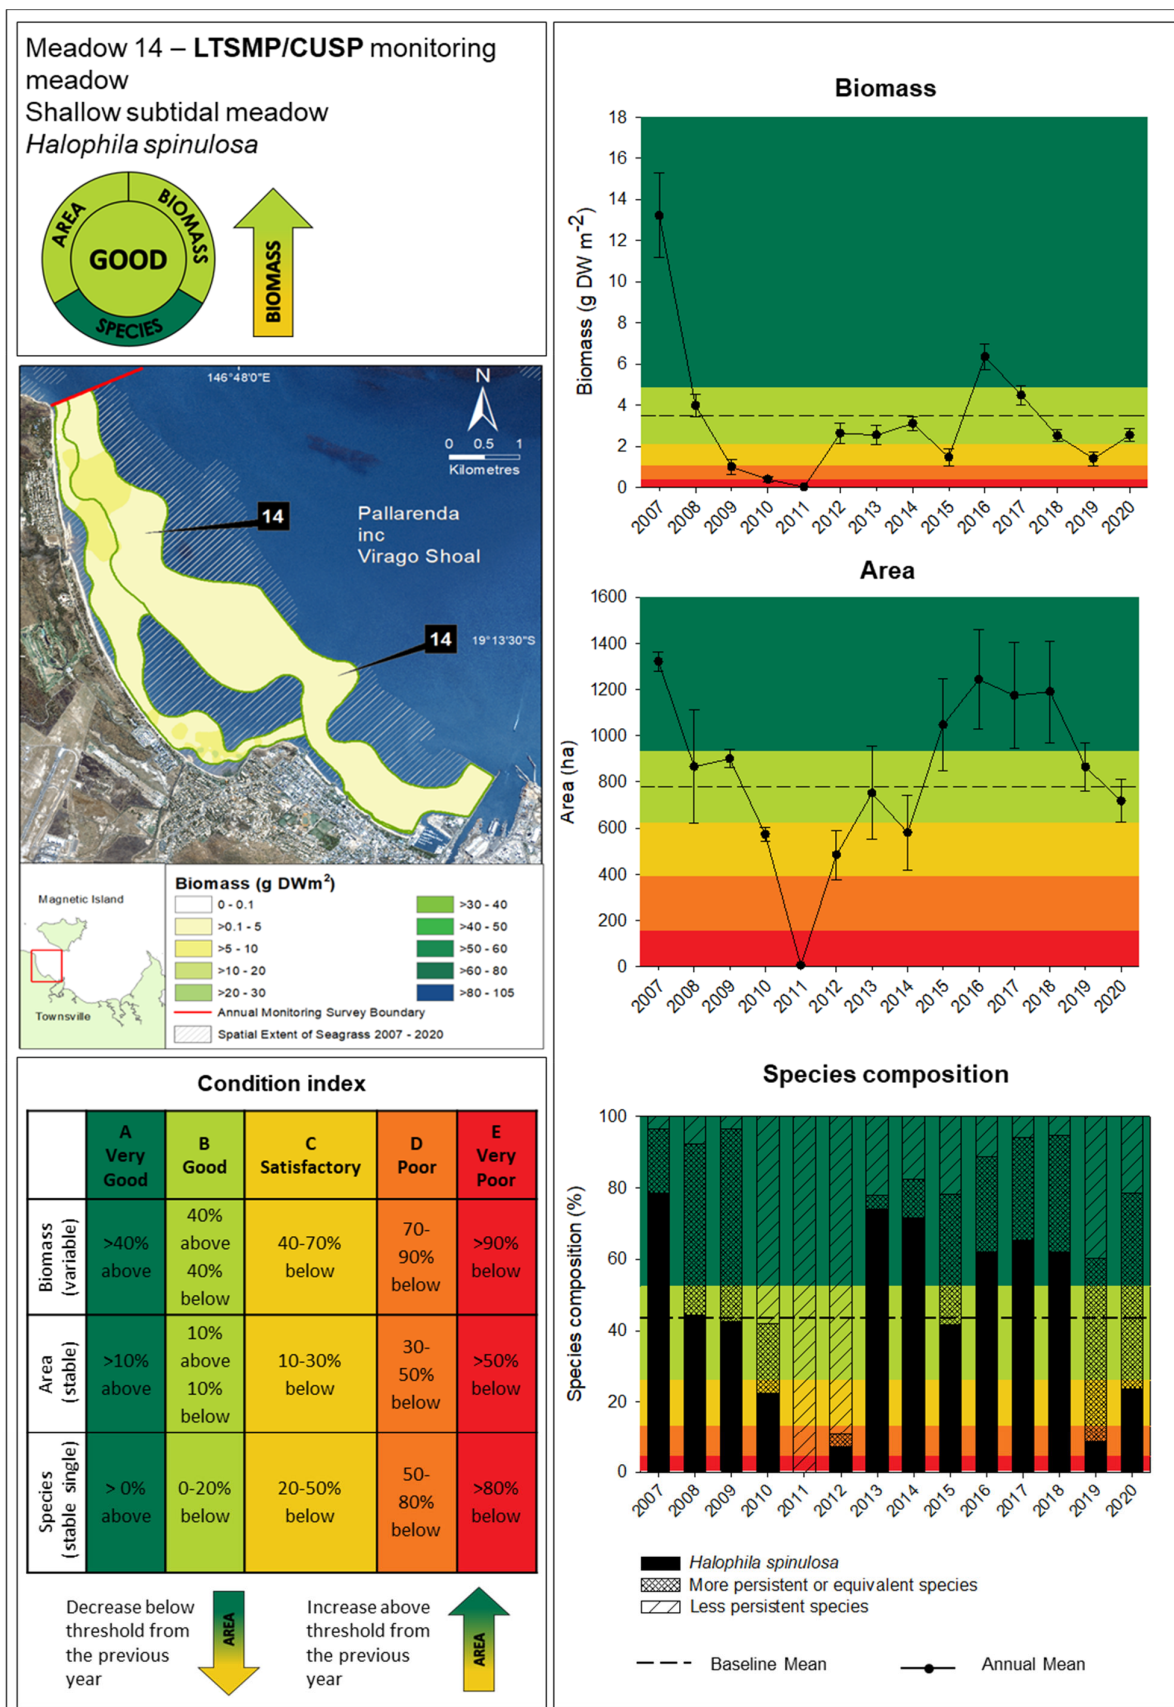 Meadow 14 – LTSMP/CUSP monitoring
meadow
Shallow subtidal meadow
Halophila spinulosa
AREA
BIOMASS
GOOD
SPECIES
BIOMASS
146°48'0"E
N
0 0.5 1
Kilometres
14
Pallarenda
inc
Virago Shoal
14
19°13'30"S
Magnetic Island
Townsville
Biomass (g DWm²)
0 - 0.1
>0.1 - 5
>5 - 10
>10 - 20
>20 - 30
>30 - 40
>40 - 50
>50 - 60
>60 - 80
>80 - 105
Annual Monitoring Survey Boundary
Spatial Extent of Seagrass 2007 - 2020
Condition index
A
Very
Good
B
Good
C
Satisfactory
D
Poor
E
Very
Poor
Biomass
(variable)
>40%
above
40%
above
40%
below
40-70%
below
70-
90%
below
>90%
below
Area
(stable)
>10%
above
10%
above
10%
below
10-30%
below
30-
50%
below
>50%
below
Species
(stable single)
> 0%
above
0-20%
below
20-50%
below
50-
80%
below
>80%
below
Decrease below
threshold from
the previous
year
AREA
Increase above
threshold from
the previous
year
AREA
Biomass
Biomass (g DW m⁻²)
18
16
14
12
10
8
6
4
2
0
2007 2008 2009 2010 2011 2012 2013 2014 2015 2016 2017 2018 2019 2020
Area
Area (ha)
1600
1400
1200
1000
800
600
400
200
0
2007 2008 2009 2010 2011 2012 2013 2014 2015 2016 2017 2018 2019 2020
Species composition
Species composition (%)
100
80
60
40
20
0
2007 2008 2009 2010 2011 2012 2013 2014 2015 2016 2017 2018 2019 2020
Halophila spinulosa
More persistent or equivalent species
Less persistent species
Baseline Mean
Annual Mean